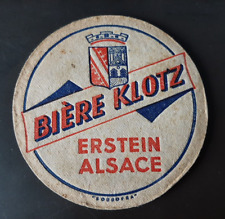 BIÈRE KLOTZ
ERSTEIN
ALSACE